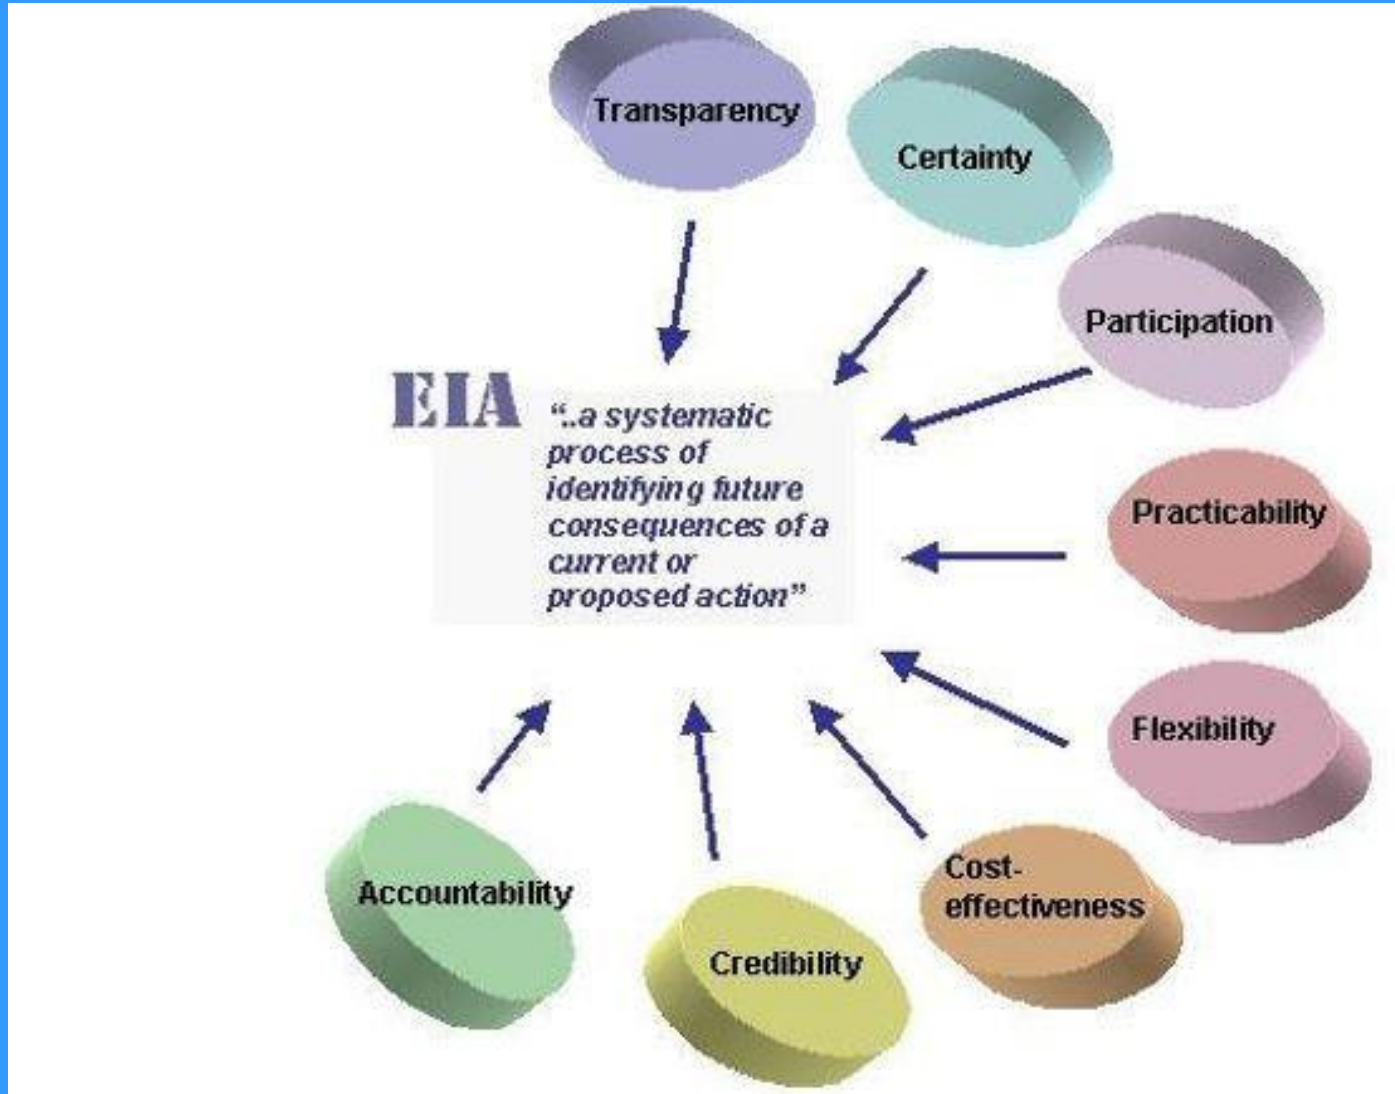 Transparency
Certainty
Participation
EIA
“..a systematic
process of
identifying future
consequences of a
current or
proposed action”
Practicability
Flexibility
Cost-
effectiveness
Accountability
Credibility